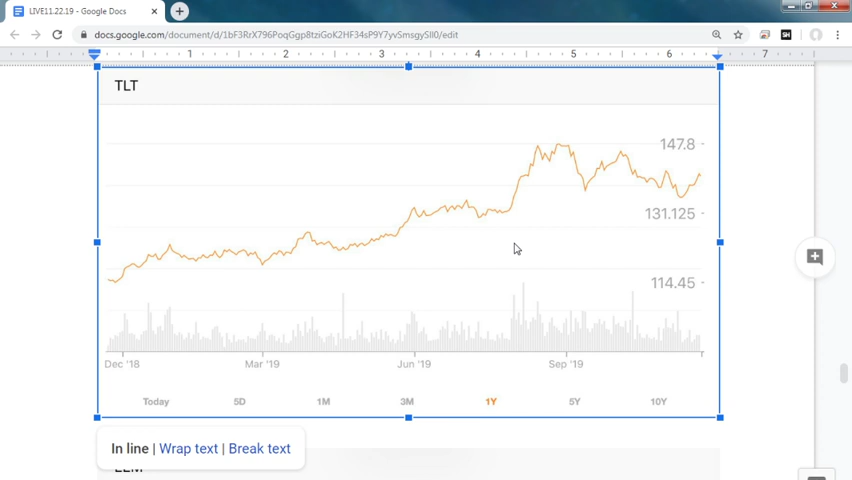 LIVE11.22.19 - Google Docs
docs.google.com/document/d/1bF3RrX796PoqGgp8tziGoK2HF34sP9Y7yvSmsgySII0/edit
SH
1 2 3 4 5 6 7
TLT
147.8
131.125
114.45
Dec '18 Mar '19 Jun '19 Sep '19
Today 5D 1M 3M 1Y 5Y 10Y
In line | Wrap text | Break text